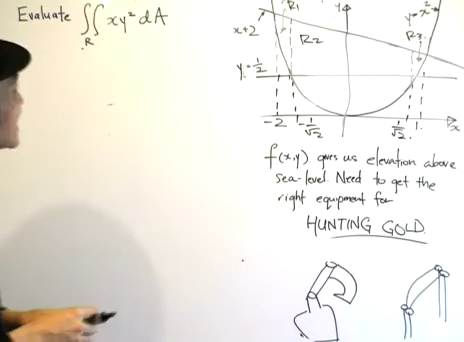 Evaluate ∬ xy² dA
R
R₁
y
y=x²
x+2
R₂
R₃
y=1/2
-2
-1/√2
1/√2
1
x
f(x,y) gives us elevation above
sea-level. Need to get the
right equipment for
HUNTING GOLD.